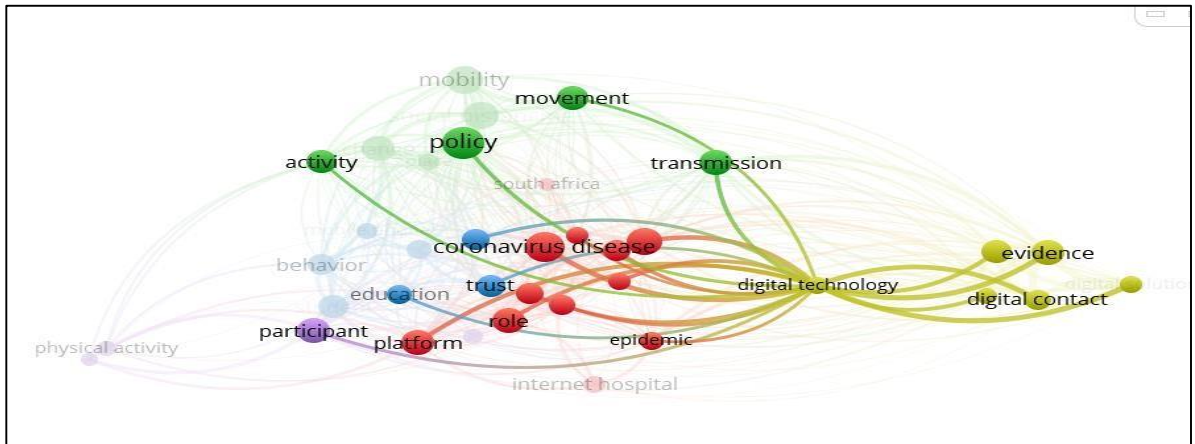 mobility
movement
policy
activity
transmission
south africa
coronavirus disease
evidence
behavior
trust
digital technology
education
digital contact
participant
role
platform
epidemic
physical activity
internet hospital